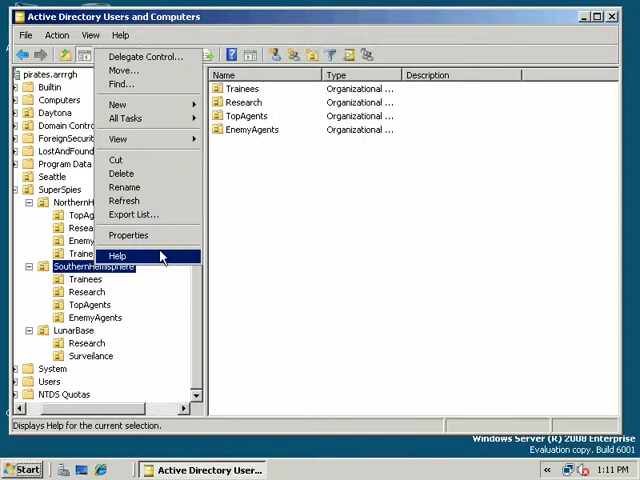 Active Directory Users and Computers
File Action View Help
pirates.arrrgh
Builtin
Computers
Daytona
Domain Contro
ForeignSecurit
LostAndFound
Program Data
Seattle
SuperSpies
NorthernH
TopAg
Resea
Enemy
Traine
SouthernHemisphere
Trainees
Research
TopAgents
EnemyAgents
LunarBase
Research
Surveilance
System
Users
NTDS Quotas
Delegate Control...
Move...
Find...
New
All Tasks
View
Cut
Delete
Rename
Refresh
Export List...
Properties
Help
Name Type Description
Trainees Organizational ...
Research Organizational ...
TopAgents Organizational ...
EnemyAgents Organizational ...
Displays Help for the current selection.
Windows Server (R) 2008 Enterprise
Evaluation copy. Build 6001
Start Active Directory User... « 1:11 PM